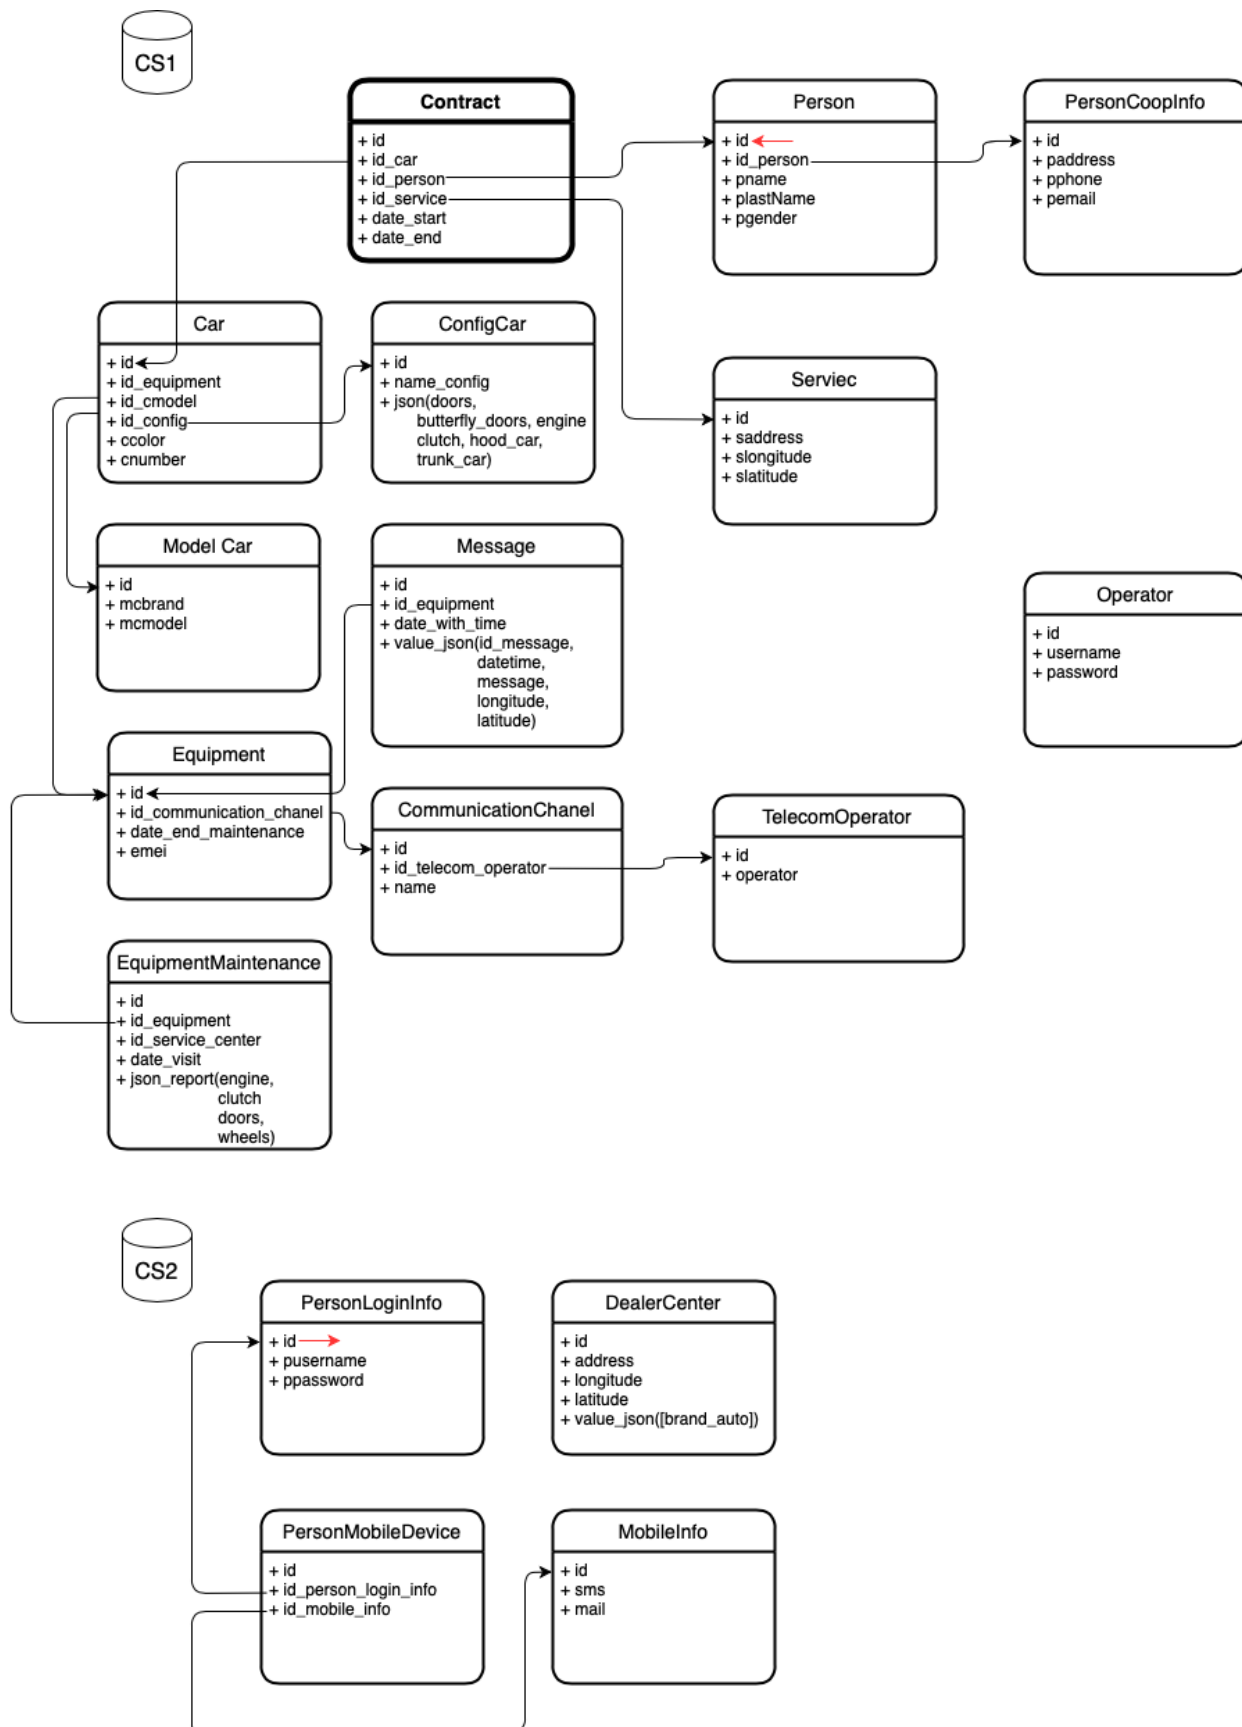 CS1
Contract
+ id
+ id_car
+ id_person
+ id_service
+ date_start
+ date_end
Person
+ id
+ id_person
+ pname
+ plastName
+ pgender
PersonCoopInfo
+ id
+ paddress
+ pphone
+ pemail
Car
+ id
+ id_equipment
+ id_cmodel
+ id_config
+ ccolor
+ cnumber
ConfigCar
+ id
+ name_config
+ json(doors,
butterfly_doors, engine
clutch, hood_car,
trunk_car)
Serviec
+ id
+ saddress
+ slongitude
+ slatitude
Model Car
+ id
+ mcbrand
+ mcmodel
Message
+ id
+ id_equipment
+ date_with_time
+ value_json(id_message,
datetime,
message,
longitude,
latitude)
Operator
+ id
+ username
+ password
Equipment
+ id
+ id_communication_chanel
+ date_end_maintenance
+ emei
CommunicationChanel
+ id
+ id_telecom_operator
+ name
TelecomOperator
+ id
+ operator
EquipmentMaintenance
+ id
+ id_equipment
+ id_service_center
+ date_visit
+ json_report(engine,
clutch
doors,
wheels)
CS2
PersonLoginInfo
+ id
+ pusername
+ ppassword
DealerCenter
+ id
+ address
+ longitude
+ latitude
+ value_json([brand_auto])
PersonMobileDevice
+ id
+ id_person_login_info
+ id_mobile_info
MobileInfo
+ id
+ sms
+ mail